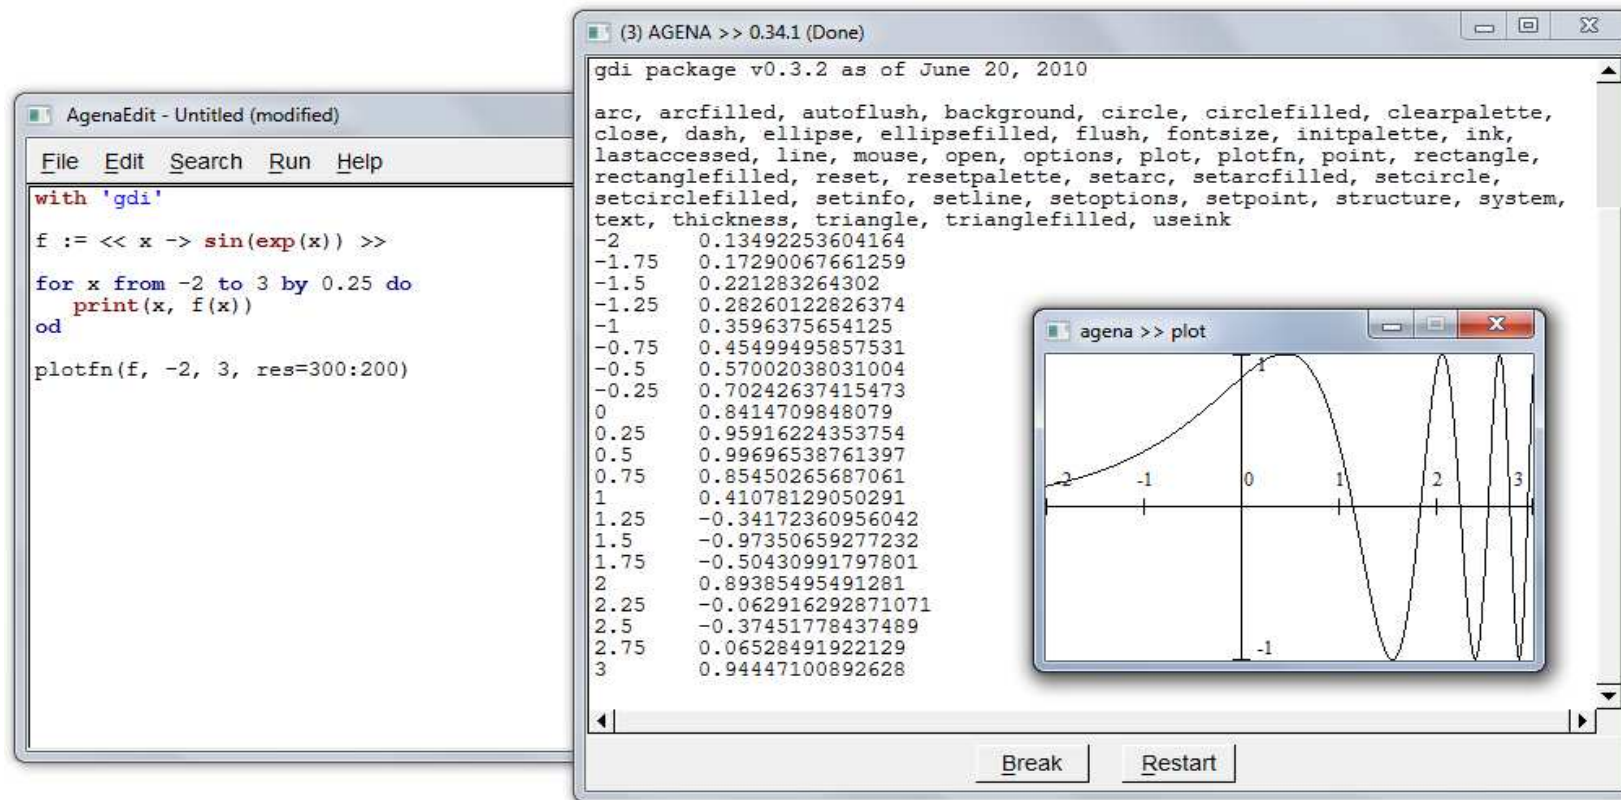 AgenaEdit - Untitled (modified)
File Edit Search Run Help
with 'gdi'
f := << x -> sin(exp(x)) >>
for x from -2 to 3 by 0.25 do
print(x, f(x))
od
plotfn(f, -2, 3, res=300:200)
(3) AGENA >> 0.34.1 (Done)
gdi package v0.3.2 as of June 20, 2010
arc, arcfilled, autoflush, background, circle, circlefilled, clearpalette,
close, dash, ellipse, ellipsefilled, flush, fontsize, initpalette, ink,
lastaccessed, line, mouse, open, options, plot, plotfn, point, rectangle,
rectanglefilled, reset, resetpalette, setarc, setarcfilled, setcircle,
setcirclefilled, setinfo, setline, setoptions, setpoint, structure, system,
text, thickness, triangle, trianglefilled, useink
-2 0.13492253604164
-1.75 0.17290067661259
-1.5 0.221283264302
-1.25 0.28260122826374
-1 0.3596375654125
-0.75 0.45499495857531
-0.5 0.57002038031004
-0.25 0.70242637415473
0 0.8414709848079
0.25 0.95916224353754
0.5 0.99696538761397
0.75 0.85450265687061
1 0.41078129050291
1.25 -0.34172360956042
1.5 -0.97350659277232
1.75 -0.50430991797801
2 0.89385495491281
2.25 -0.062916292871071
2.5 -0.37451778437489
2.75 0.06528491922129
3 0.94447100892628
agena >> plot
1
-2 -1 0 1 2 3
-1
Break Restart